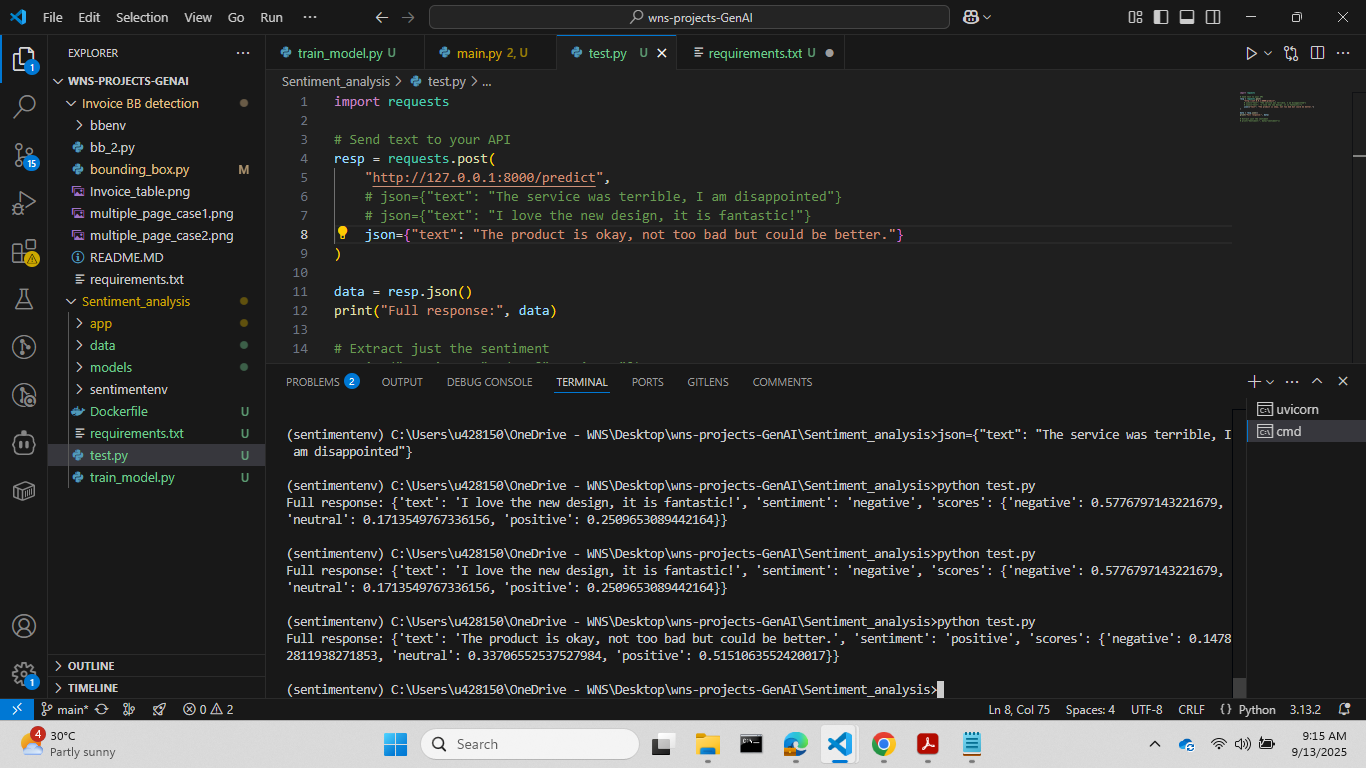 File Edit Selection View Go Run ··· wns-projects-GenAI
EXPLORER ···
WNS-PROJECTS-GENAI
Invoice BB detection
bbenv
bb_2.py
bounding_box.py M
Invoice_table.png
multiple_page_case1.png
multiple_page_case2.png
README.MD
requirements.txt
Sentiment_analysis
app
data
models
sentimentenv
Dockerfile U
requirements.txt U
test.py U
train_model.py U
OUTLINE
TIMELINE
1
15
1
train_model.py U main.py 2, U test.py U requirements.txt U
Sentiment_analysis > test.py > ...
1 import requests
2
3 # Send text to your API
4 resp = requests.post(
5 "http://127.0.0.1:8000/predict",
6 # json={"text": "The service was terrible, I am disappointed"}
7 # json={"text": "I love the new design, it is fantastic!"}
8 json={"text": "The product is okay, not too bad but could be better."}
9 )
10
11 data = resp.json()
12 print("Full response:", data)
13
14 # Extract just the sentiment
PROBLEMS 2 OUTPUT DEBUG CONSOLE TERMINAL PORTS GITLENS COMMENTS
uvicorn
cmd
(sentimentenv) C:\Users\u428150\OneDrive - WNS\Desktop\wns-projects-GenAI\Sentiment_analysis>json={"text": "The service was terrible, I
am disappointed"}
(sentimentenv) C:\Users\u428150\OneDrive - WNS\Desktop\wns-projects-GenAI\Sentiment_analysis>python test.py
Full response: {'text': 'I love the new design, it is fantastic!', 'sentiment': 'negative', 'scores': {'negative': 0.5776797143221679,
'neutral': 0.1713549767336156, 'positive': 0.2509653089442164}}
(sentimentenv) C:\Users\u428150\OneDrive - WNS\Desktop\wns-projects-GenAI\Sentiment_analysis>python test.py
Full response: {'text': 'I love the new design, it is fantastic!', 'sentiment': 'negative', 'scores': {'negative': 0.5776797143221679,
'neutral': 0.1713549767336156, 'positive': 0.2509653089442164}}
(sentimentenv) C:\Users\u428150\OneDrive - WNS\Desktop\wns-projects-GenAI\Sentiment_analysis>python test.py
Full response: {'text': 'The product is okay, not too bad but could be better.', 'sentiment': 'positive', 'scores': {'negative': 0.1478
2811938271853, 'neutral': 0.33706552537527984, 'positive': 0.5151063552420017}}
(sentimentenv) C:\Users\u428150\OneDrive - WNS\Desktop\wns-projects-GenAI\Sentiment_analysis>
main* 0 2 Ln 8, Col 75 Spaces: 4 UTF-8 CRLF {} Python 3.13.2
4 30°C
Partly sunny
Search
9:15 AM
9/13/2025